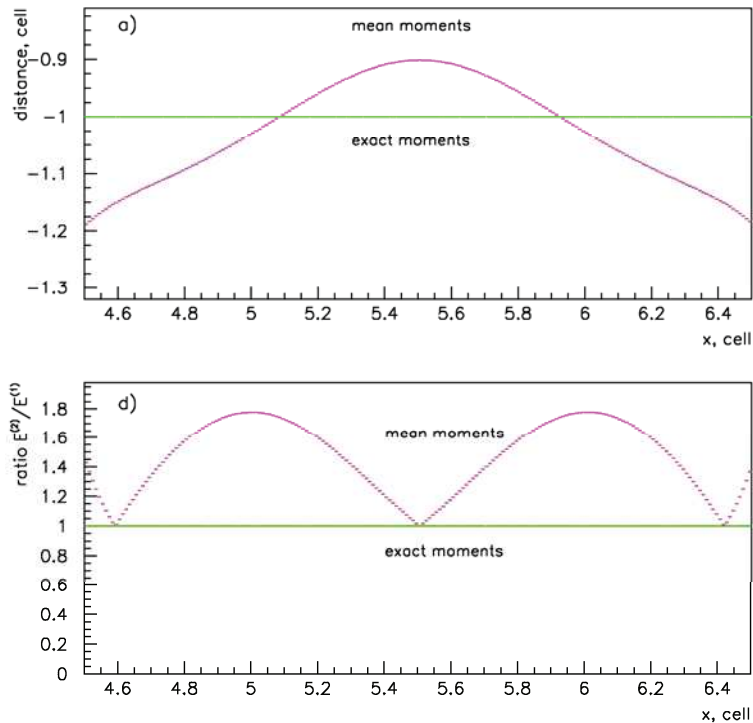 a)
mean moments
distance, cell
−0.9
−1
exact moments
−1.1
−1.2
−1.3
4.6 4.8 5 5.2 5.4 5.6 5.8 6 6.2 6.4
x, cell
d)
ratio E⁽²⁾/E⁽¹⁾
1.8
mean moments
1.6
1.4
1.2
1
exact moments
0.8
0.6
0.4
0.2
0
4.6 4.8 5 5.2 5.4 5.6 5.8 6 6.2 6.4
x, cell